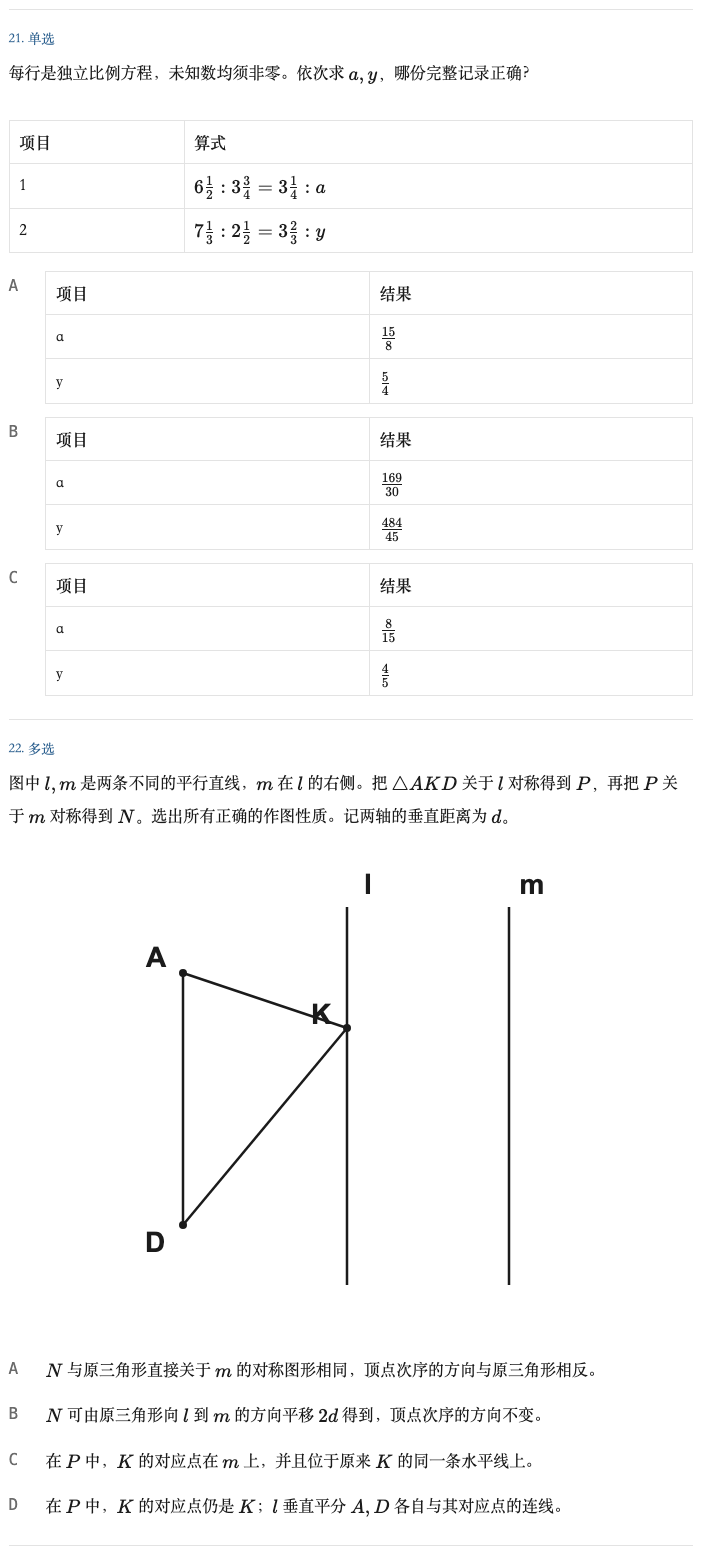 21. 单选
每行是独立比例方程，未知数均须非零。依次求 a, y，哪份完整记录正确?
项目 算式
1 6 1/2 : 3 3/4 = 3 1/4 : a
2 7 1/3 : 2 1/2 = 3 2/3 : y
A 项目 结果
a 15/8
y 5/4
B 项目 结果
a 169/30
y 484/45
C 项目 结果
a 8/15
y 4/5
22. 多选
图中 l, m 是两条不同的平行直线，m 在 l 的右侧。把 △AKD 关于 l 对称得到 P，再把 P 关
于 m 对称得到 N。选出所有正确的作图性质。记两轴的垂直距离为 d。
l m
A
K
D
A N 与原三角形直接关于 m 的对称图形相同，顶点次序的方向与原三角形相反。
B N 可由原三角形向 l 到 m 的方向平移 2d 得到，顶点次序的方向不变。
C 在 P 中，K 的对应点在 m 上，并且位于原来 K 的同一条水平线上。
D 在 P 中，K 的对应点仍是 K；l 垂直平分 A, D 各自与其对应点的连线。